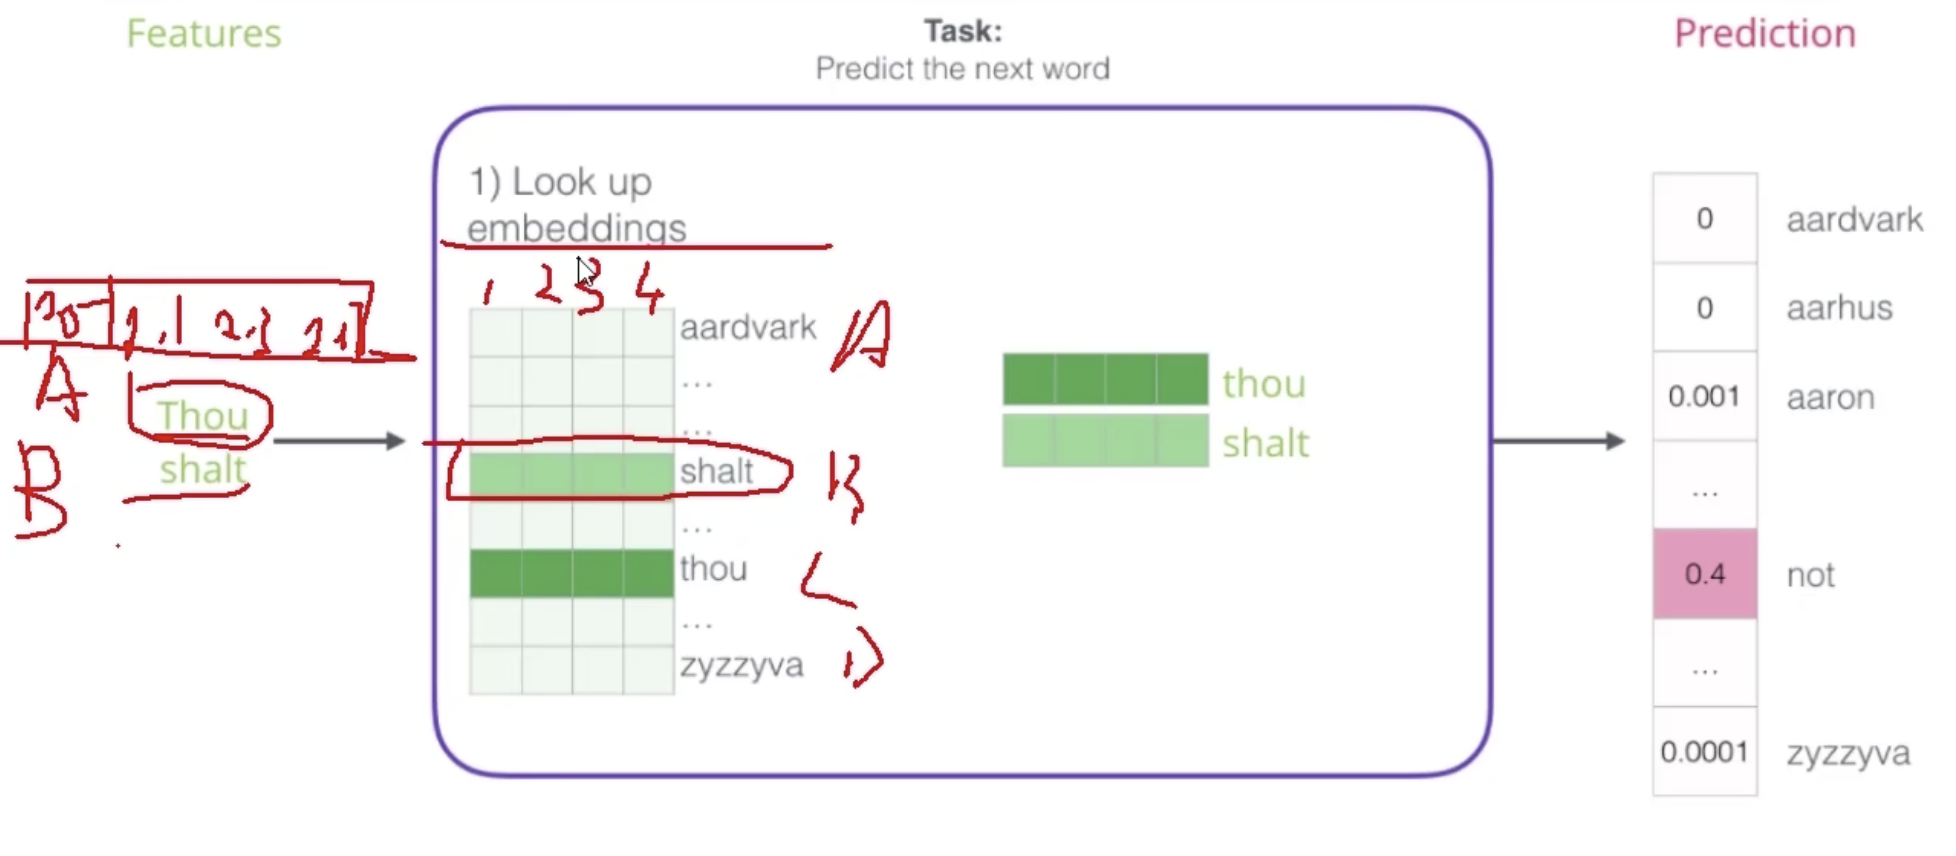 Features
Task:
Predict the next word
Prediction
1) Look up
embeddings
1 2 3 4
A
B
Thou
shalt
aardvark
...
...
shalt
...
thou
...
zyzzyva
A
B
C
D
thou
shalt
0 aardvark
0 aarhus
0.001 aaron
...
0.4 not
...
0.0001 zyzzyva